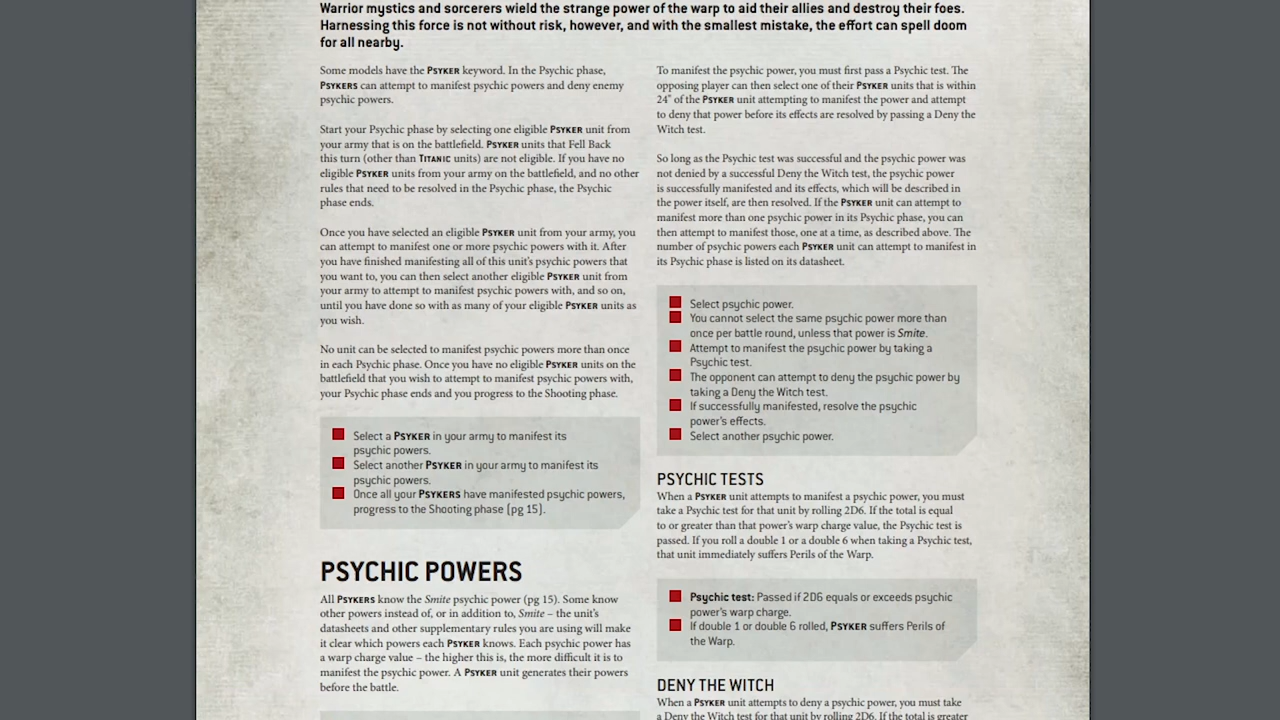 Warrior mystics and sorcerers wield the strange power of the warp to aid their allies and destroy their foes.
Harnessing this force is not without risk, however, and with the smallest mistake, the effort can spell doom
for all nearby.
Some models have the PSYKER keyword. In the Psychic phase,
PSYKERS can attempt to manifest psychic powers and deny enemy
psychic powers.
Start your Psychic phase by selecting one eligible PSYKER unit from
your army that is on the battlefield. PSYKER units that Fell Back
this turn (other than TITANIC units) are not eligible. If you have no
eligible PSYKER units from your army on the battlefield, and no other
rules that need to be resolved in the Psychic phase, the Psychic
phase ends.
Once you have selected an eligible PSYKER unit from your army, you
can attempt to manifest one or more psychic powers with it. After
you have finished manifesting all of this unit's psychic powers that
you want to, you can then select another eligible PSYKER unit from
your army to attempt to manifest psychic powers with, and so on,
until you have done so with as many of your eligible PSYKER units as
you wish.
No unit can be selected to manifest psychic powers more than once
in each Psychic phase. Once you have no eligible PSYKER units on the
battlefield that you wish to attempt to manifest psychic powers with,
your Psychic phase ends and you progress to the Shooting phase.
Select a PSYKER in your army to manifest its
psychic powers.
Select another PSYKER in your army to manifest its
psychic powers.
Once all your PSYKERS have manifested psychic powers,
progress to the Shooting phase (pg 15).
PSYCHIC POWERS
All PSYKERS know the Smite psychic power (pg 15). Some know
other powers instead of, or in addition to, Smite – the unit's
datasheets and other supplementary rules you are using will make
it clear which powers each PSYKER knows. Each psychic power has
a warp charge value – the higher this is, the more difficult it is to
manifest the psychic power. A PSYKER unit generates their powers
before the battle.
To manifest the psychic power, you must first pass a Psychic test. The
opposing player can then select one of their PSYKER units that is within
24" of the PSYKER unit attempting to manifest the power and attempt
to deny that power before its effects are resolved by passing a Deny the
Witch test.
So long as the Psychic test was successful and the psychic power was
not denied by a successful Deny the Witch test, the psychic power
is successfully manifested and its effects, which will be described in
the power itself, are then resolved. If the PSYKER unit can attempt to
manifest more than one psychic power in its Psychic phase, you can
then attempt to manifest those, one at a time, as described above. The
number of psychic powers each PSYKER unit can attempt to manifest in
its Psychic phase is listed on its datasheet.
Select psychic power.
You cannot select the same psychic power more than
once per battle round, unless that power is Smite.
Attempt to manifest the psychic power by taking a
Psychic test.
The opponent can attempt to deny the psychic power by
taking a Deny the Witch test.
If successfully manifested, resolve the psychic
power's effects.
Select another psychic power.
PSYCHIC TESTS
When a PSYKER unit attempts to manifest a psychic power, you must
take a Psychic test for that unit by rolling 2D6. If the total is equal
to or greater than that power's warp charge value, the Psychic test is
passed. If you roll a double 1 or a double 6 when taking a Psychic test,
that unit immediately suffers Perils of the Warp.
Psychic test: Passed if 2D6 equals or exceeds psychic
power's warp charge.
If double 1 or double 6 rolled, PSYKER suffers Perils of
the Warp.
DENY THE WITCH
When a PSYKER unit attempts to deny a psychic power, you must take
a Deny the Witch test for that unit by rolling 2D6. If the total is greater